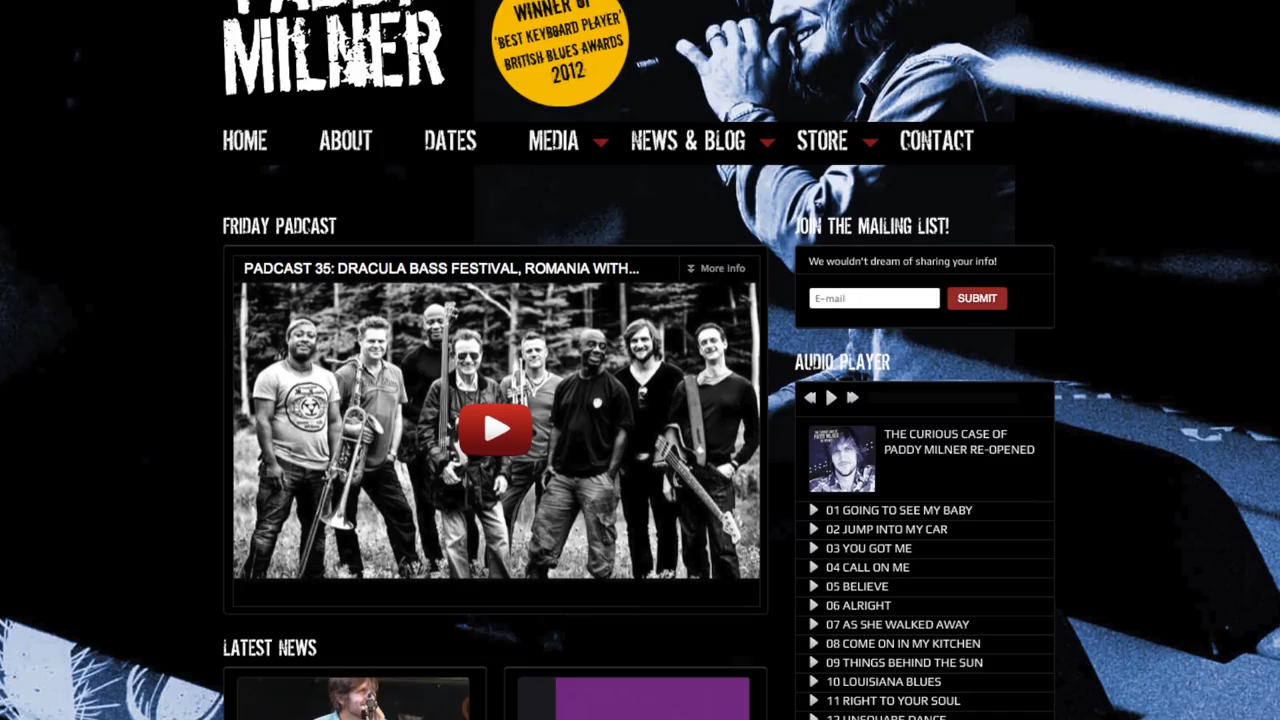 MILNER
WINNER OF
'BEST KEYBOARD PLAYER'
BRITISH BLUES AWARDS
2012
HOME ABOUT DATES MEDIA NEWS & BLOG STORE CONTACT
FRIDAY PADCAST
PADCAST 35: DRACULA BASS FESTIVAL, ROMANIA WITH...
More info
LATEST NEWS
JOIN THE MAILING LIST!
We wouldn't dream of sharing your info!
E-mail
SUBMIT
AUDIO PLAYER
THE CURIOUS CASE OF
PADDY MILNER RE-OPENED
01 GOING TO SEE MY BABY
02 JUMP INTO MY CAR
03 YOU GOT ME
04 CALL ON ME
05 BELIEVE
06 ALRIGHT
07 AS SHE WALKED AWAY
08 COME ON IN MY KITCHEN
09 THINGS BEHIND THE SUN
10 LOUISIANA BLUES
11 RIGHT TO YOUR SOUL
12 UNSQUARE DANCE